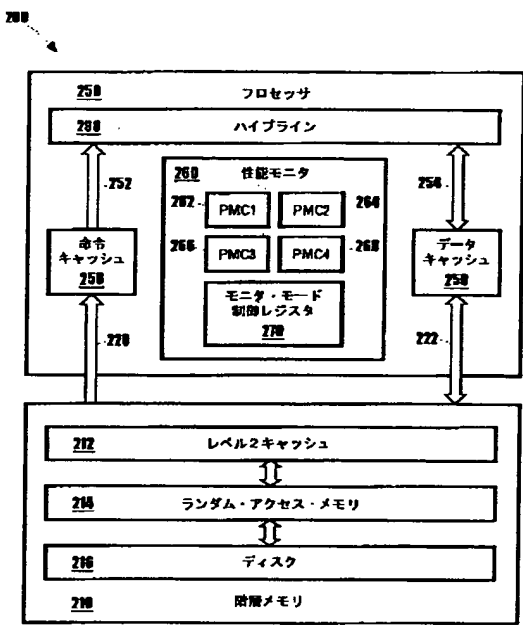 200
250 プロセッサ
280 パイプライン
252
254
260 性能モニタ
262 PMC1 PMC2 264
266 PMC3 PMC4 268
命令
キャッシュ
256
データ
キャッシュ
258
モニタ・モード
制御レジスタ
270
220
222
212 レベル2キャッシュ
214 ランダム・アクセス・メモリ
216 ディスク
210 階層メモリ